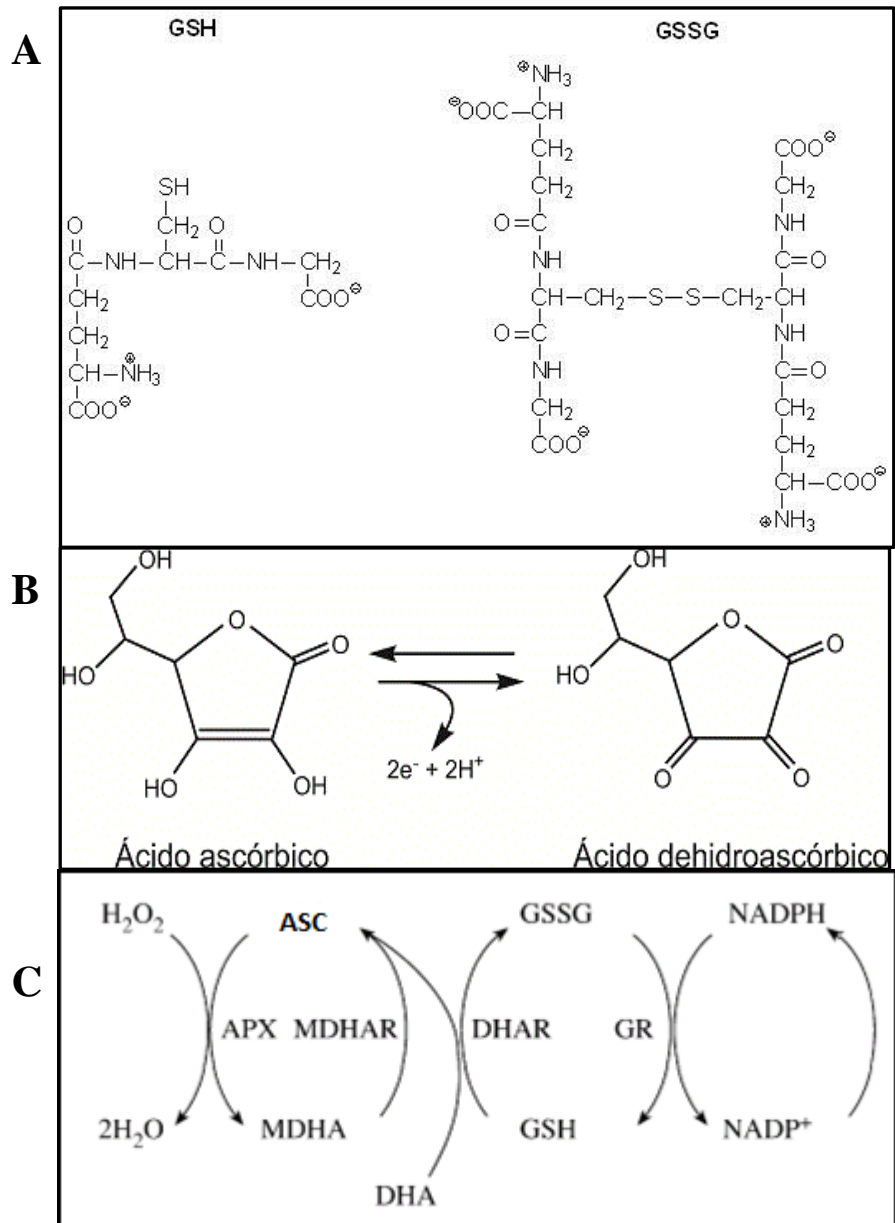 A
GSH
GSSG
⊕NH₃
⊖OOC—CH
CH₂
CH₂
O=C
NH
CH—CH₂—S—S—CH₂—CH
O=C
NH
CH₂
COO⊖
COO⊖
CH₂
NH
C=O
NH
C=O
CH₂
CH₂
CH—COO⊖
⊕NH₃
SH
O
CH₂
O
C—NH—CH—C—NH—CH₂
CH₂
COO⊖
CH₂
CH—NH₃⊕
COO⊖
B
OH
O
O
HO
HO
OH
2e⁻ + 2H⁺
OH
O
O
HO
O
O
Ácido ascórbico
Ácido dehidroascórbico
C
H₂O₂
ASC
GSSG
NADPH
APX
MDHAR
DHAR
GR
2H₂O
MDHA
GSH
NADP⁺
DHA